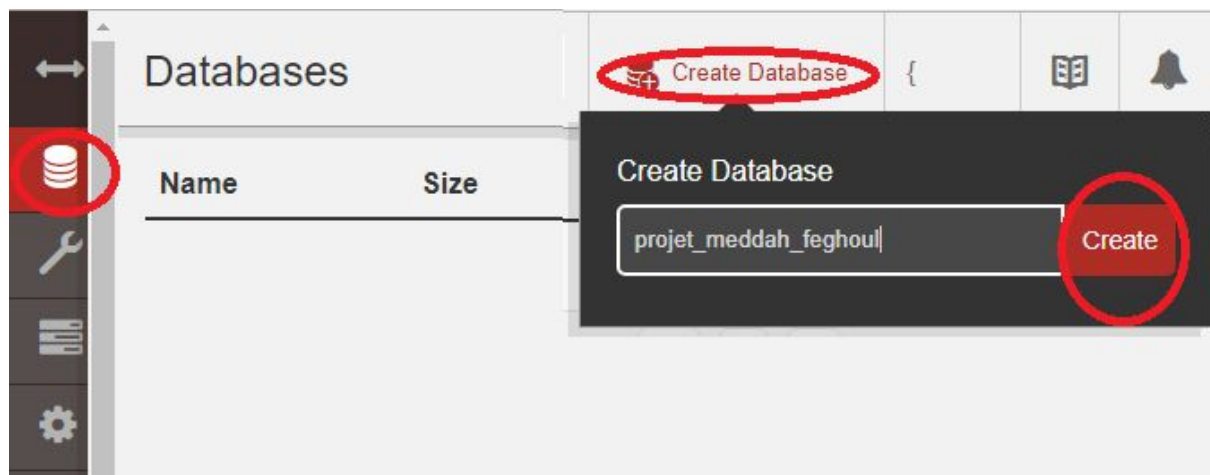 Databases
Create Database
{
Name
Size
Create Database
projet_meddah_feghoul
Create